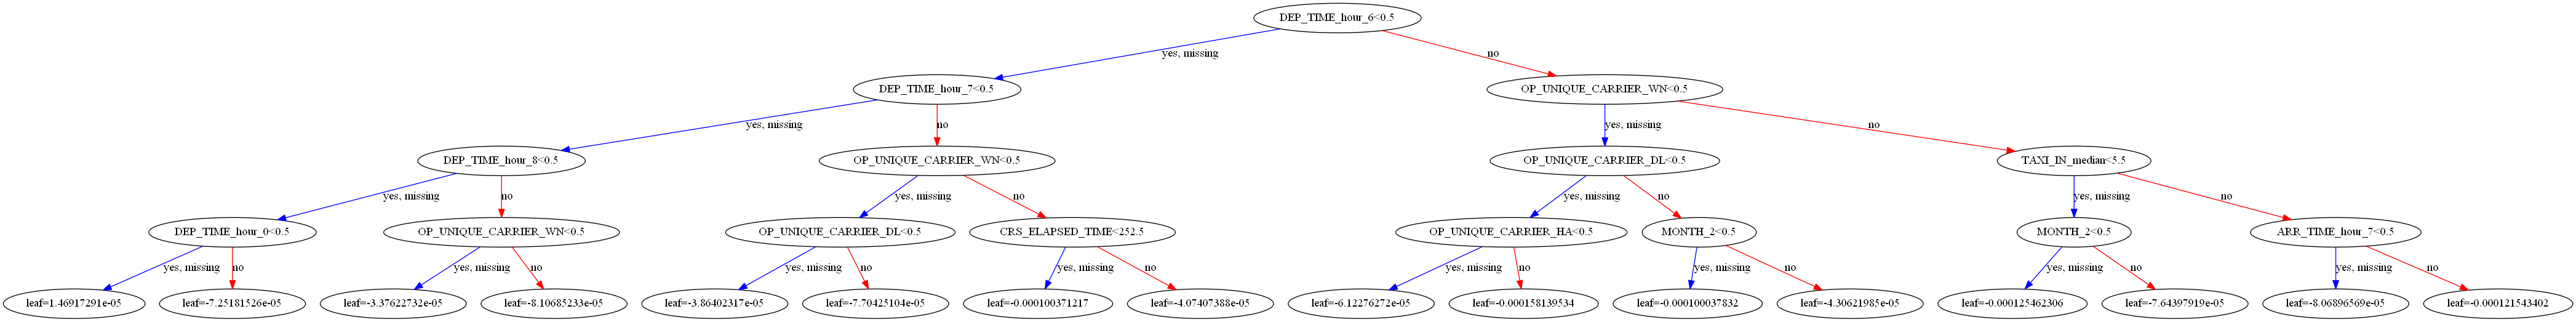 DEP_TIME_hour_6<0.5
yes, missing
no
DEP_TIME_hour_7<0.5
OP_UNIQUE_CARRIER_WN<0.5
yes, missing
no
yes, missing
no
DEP_TIME_hour_8<0.5
OP_UNIQUE_CARRIER_WN<0.5
OP_UNIQUE_CARRIER_DL<0.5
TAXI_IN_median<5.5
yes, missing
no
yes, missing
no
yes, missing
no
yes, missing
no
DEP_TIME_hour_0<0.5
OP_UNIQUE_CARRIER_WN<0.5
OP_UNIQUE_CARRIER_DL<0.5
CRS_ELAPSED_TIME<252.5
OP_UNIQUE_CARRIER_HA<0.5
MONTH_2<0.5
MONTH_2<0.5
ARR_TIME_hour_7<0.5
yes, missing
no
yes, missing
no
yes, missing
no
yes, missing
no
yes, missing
no
yes, missing
no
yes, missing
no
yes, missing
no
leaf=1.46917291e-05
leaf=-7.25181526e-05
leaf=-3.37622732e-05
leaf=-8.10685233e-05
leaf=-3.86402317e-05
leaf=-7.70425104e-05
leaf=-0.000100371217
leaf=-4.07407388e-05
leaf=-6.12276272e-05
leaf=-0.000158139534
leaf=-0.000100037832
leaf=-4.30621985e-05
leaf=-0.000125462306
leaf=-7.64397919e-05
leaf=-8.06896569e-05
leaf=-0.000121543402